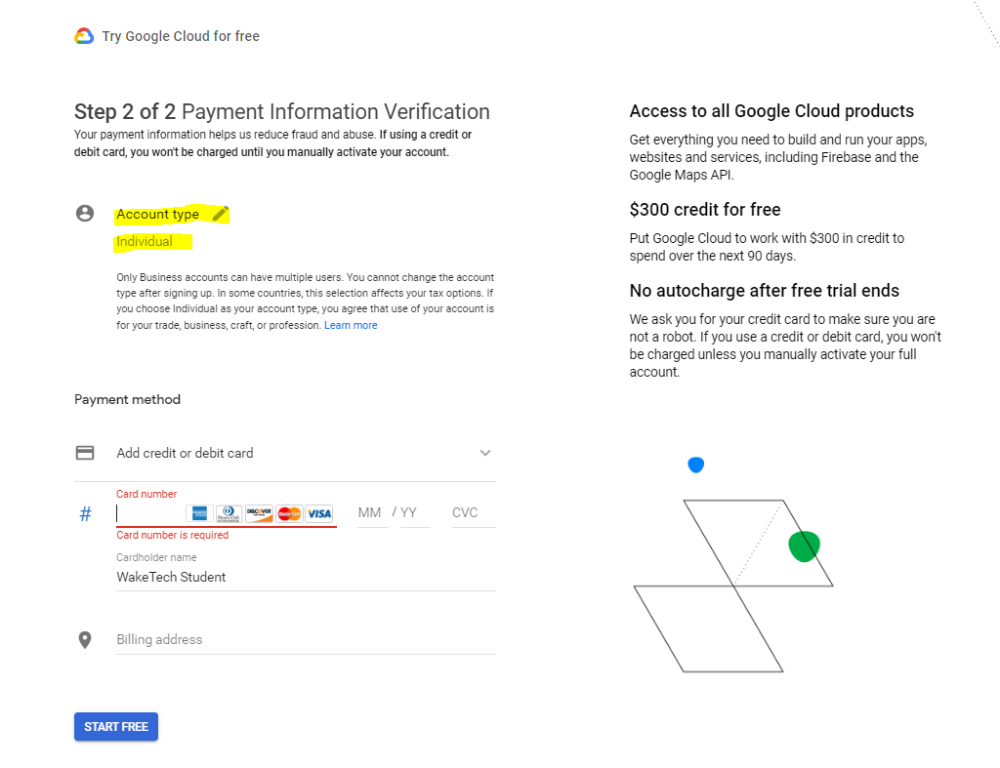 Try Google Cloud for free
Step 2 of 2 Payment Information Verification
Your payment information helps us reduce fraud and abuse. If using a credit or
debit card, you won't be charged until you manually activate your account.
Account type
Individual
Only Business accounts can have multiple users. You cannot change the account
type after signing up. In some countries, this selection affects your tax options. If
you choose Individual as your account type, you agree that use of your account is
for your trade, business, craft, or profession. Learn more
Payment method
Add credit or debit card
Card number
# DISCOVER MasterCard VISA MM / YY CVC
Card number is required
Cardholder name
WakeTech Student
Billing address
START FREE
Access to all Google Cloud products
Get everything you need to build and run your apps,
websites and services, including Firebase and the
Google Maps API.
$300 credit for free
Put Google Cloud to work with $300 in credit to
spend over the next 90 days.
No autocharge after free trial ends
We ask you for your credit card to make sure you are
not a robot. If you use a credit or debit card, you won't
be charged unless you manually activate your full
account.